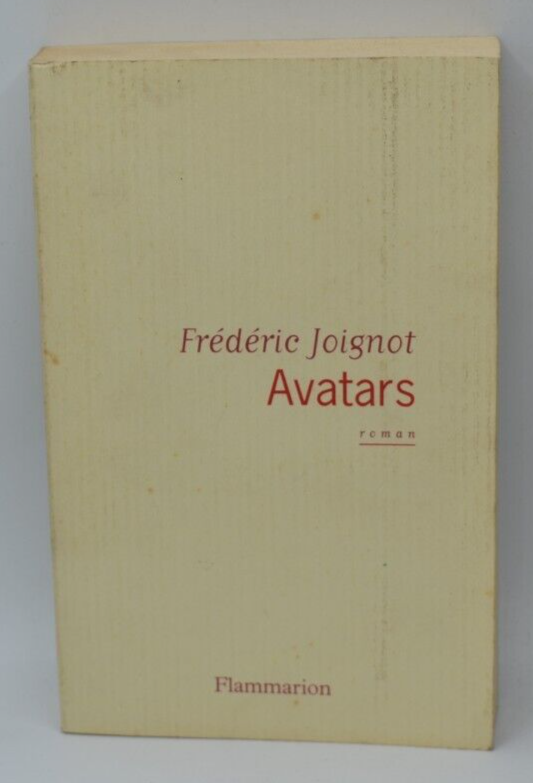 Frédéric Joignot
Avatars
roman
Flammarion